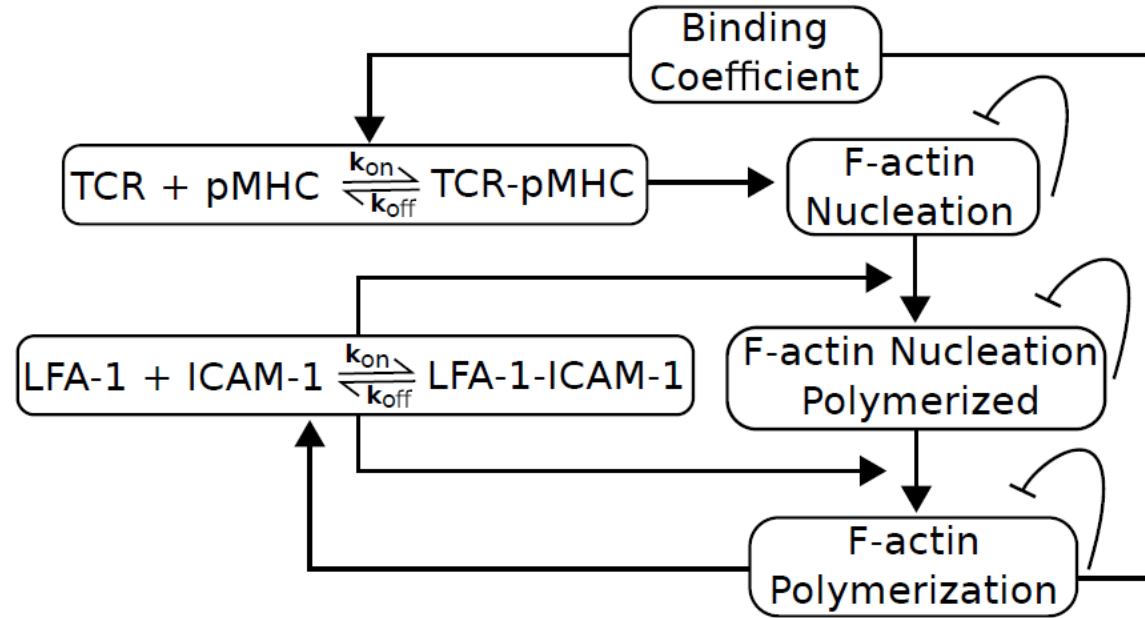 Binding
Coefficient
TCR + pMHC kon koff TCR-pMHC
F-actin
Nucleation
LFA-1 + ICAM-1 kon koff LFA-1-ICAM-1
F-actin Nucleation
Polymerized
F-actin
Polymerization